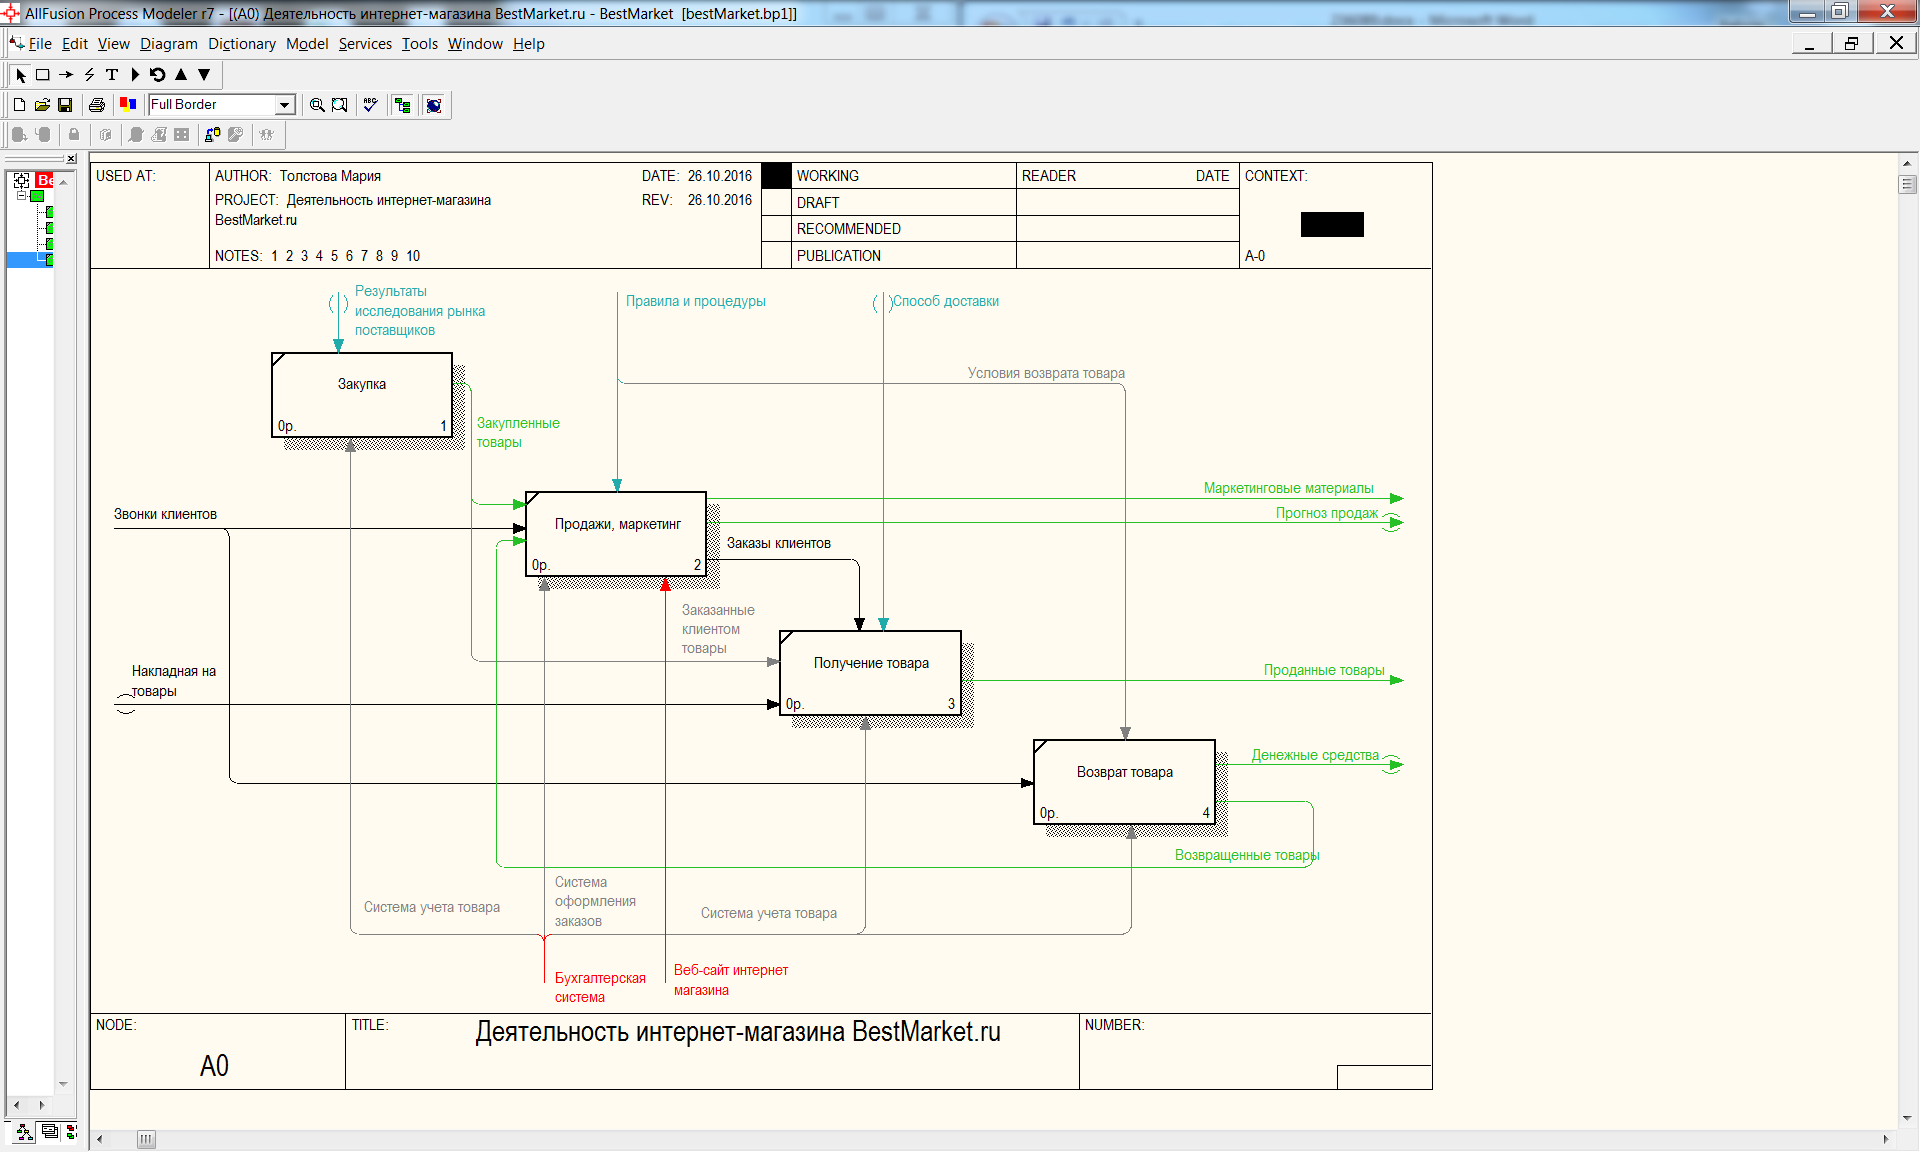 AllFusion Process Modeler r7 - [(A0) Деятельность интернет-магазина BestMarket.ru - BestMarket  [bestMarket.bp1]]
File Edit View Diagram Dictionary Model Services Tools Window Help
T
Full Border
ABC
Be
USED AT:
AUTHOR: Толстова Мария
DATE: 26.10.2016
PROJECT: Деятельность интернет-магазина
BestMarket.ru
REV: 26.10.2016
NOTES: 1 2 3 4 5 6 7 8 9 10
WORKING
DRAFT
RECOMMENDED
PUBLICATION
READER DATE
CONTEXT:
A-0
Результаты
исследования рынка
поставщиков
Правила и процедуры
Способ доставки
Условия возврата товара
Закупка
0р. 1
Закупленные
товары
Маркетинговые материалы
Прогноз продаж
Звонки клиентов
Продажи, маркетинг
0р. 2
Заказы клиентов
Заказанные
клиентом
товары
Накладная на
товары
Получение товара
0р. 3
Проданные товары
Денежные средства
Возврат товара
0р. 4
Возвращенные товары
Система учета товара
Система
оформления
заказов
Система учета товара
Бухгалтерская
система
Веб-сайт интернет
магазина
NODE:
A0
TITLE:
Деятельность интернет-магазина BestMarket.ru
NUMBER: